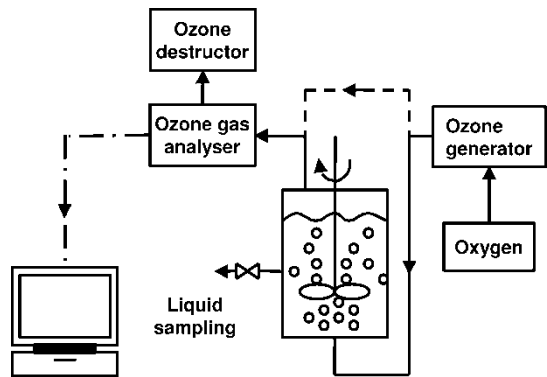 Ozone
destructor
Ozone gas
analyser
Ozone
generator
Oxygen
Liquid
sampling